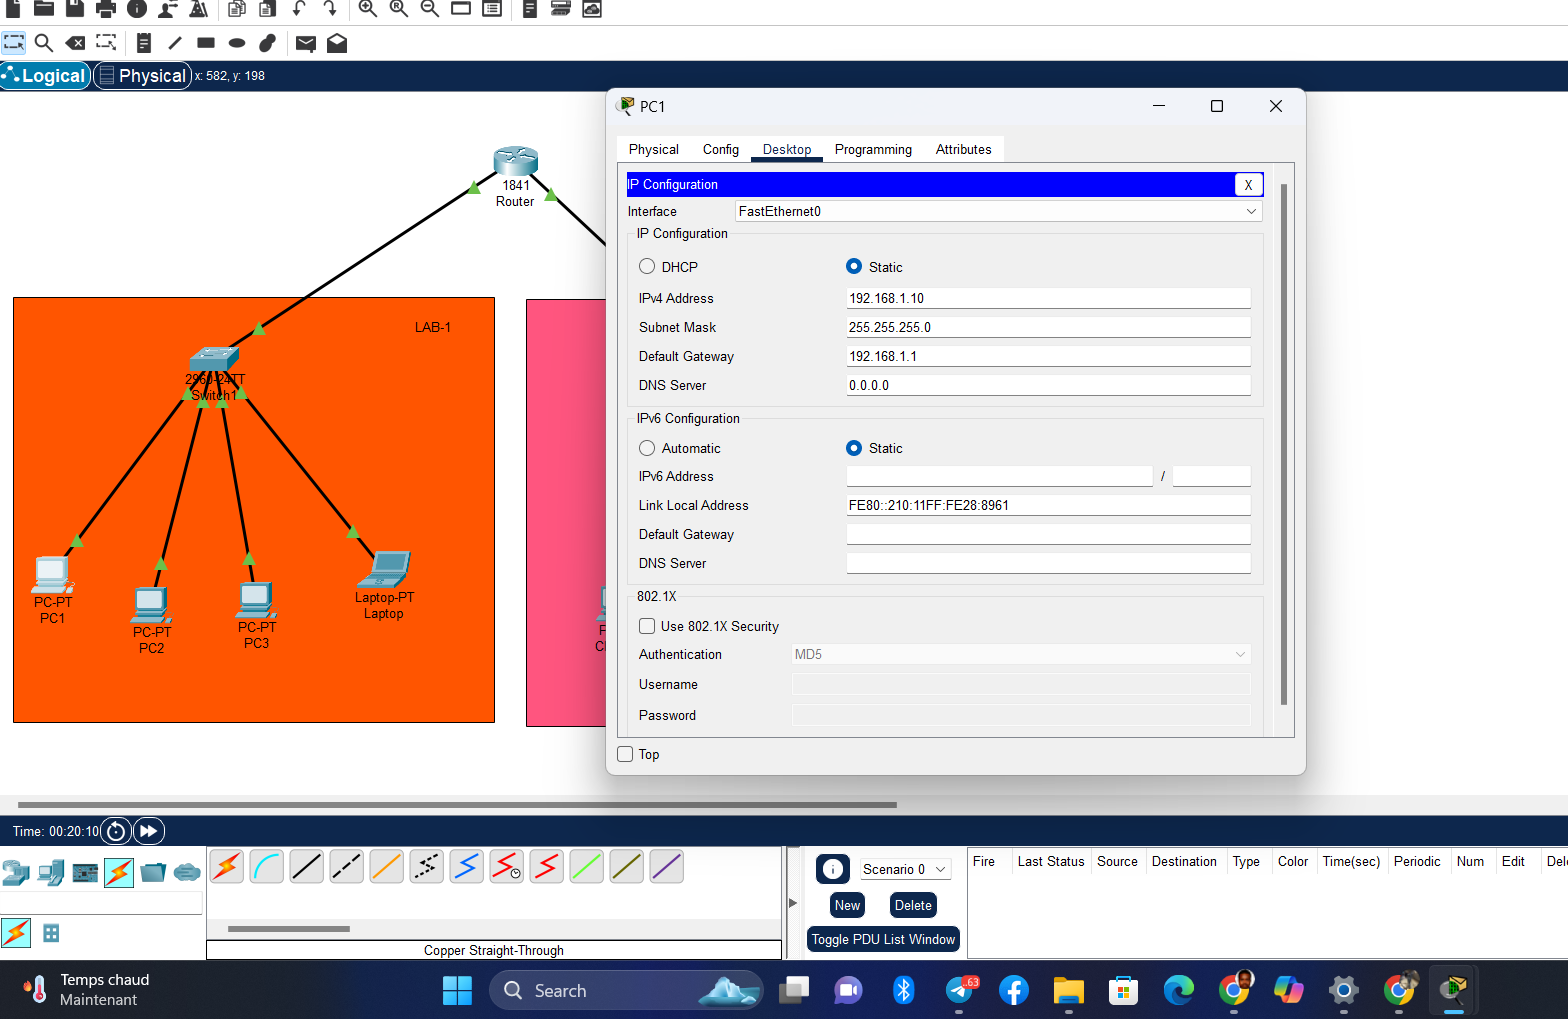 Logical
Physical
x: 582, y: 198
PC1
Physical
Config
Desktop
Programming
Attributes
IP Configuration
X
Interface
FastEthernet0
IP Configuration
DHCP
Static
IPv4 Address
192.168.1.10
Subnet Mask
255.255.255.0
Default Gateway
192.168.1.1
DNS Server
0.0.0.0
IPv6 Configuration
Automatic
Static
IPv6 Address
/
Link Local Address
FE80::210:11FF:FE28:8961
Default Gateway
DNS Server
802.1X
Use 802.1X Security
Authentication
MD5
Username
Password
Top
1841
Router
LAB-1
2960-24TT
Switch1
PC-PT
PC1
PC-PT
PC2
PC-PT
PC3
Laptop-PT
Laptop
Time: 00:20:10
Scenario 0
New
Delete
Toggle PDU List Window
Fire
Last Status
Source
Destination
Type
Color
Time(sec)
Periodic
Num
Edit
Copper Straight-Through
Temps chaud
Maintenant
Search
.63